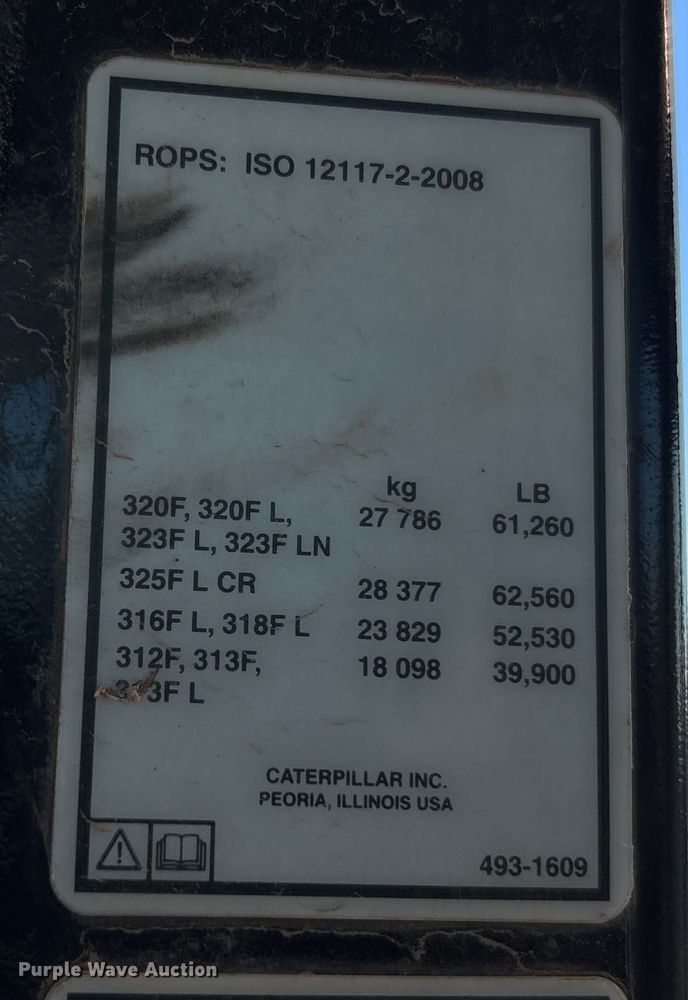 ROPS: ISO 12117-2-2008
kg LB
320F, 320F L, 27 786 61,260
323F L, 323F LN
325F L CR 28 377 62,560
316F L, 318F L 23 829 52,530
312F, 313F, 18 098 39,900
F L
CATERPILLAR INC.
PEORIA, ILLINOIS USA
493-1609
Purple Wave Auction